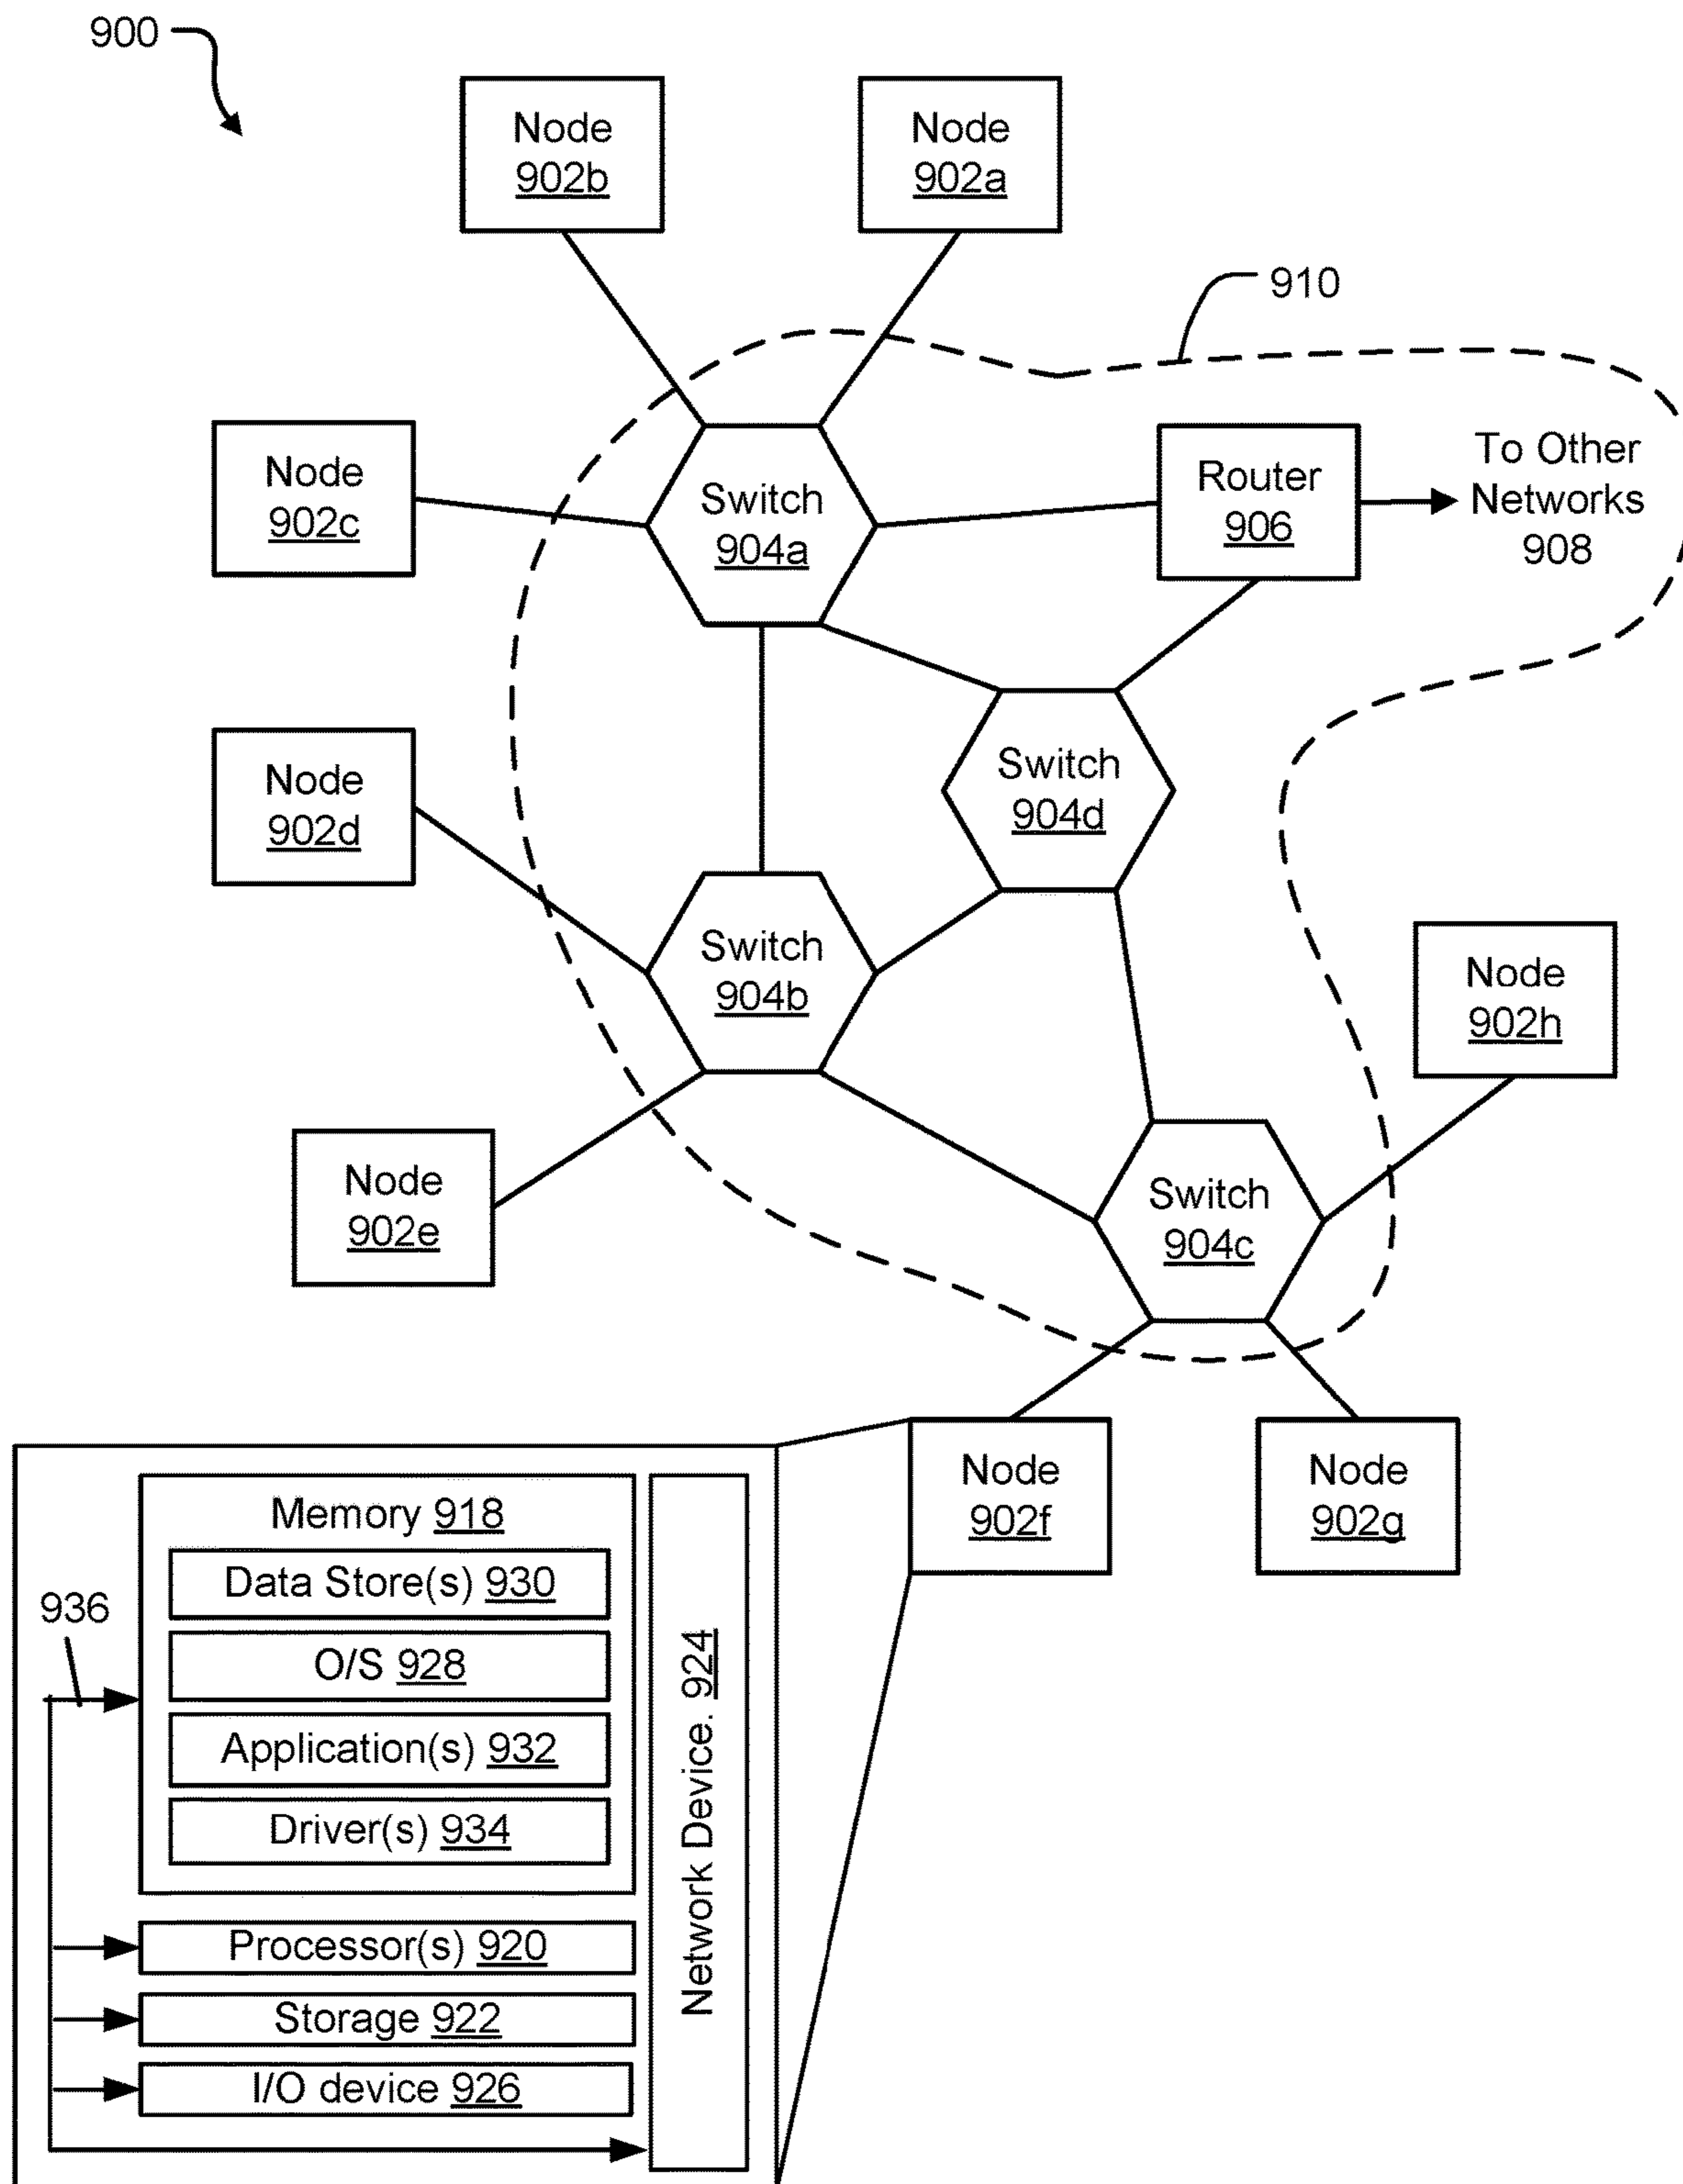 900
Node
902b
Node
902a
910
Node
902c
Switch
904a
Router
906
To Other
Networks
908
Node
902d
Switch
904d
Switch
904b
Node
902h
Node
902e
Switch
904c
Node
902f
Node
902g
Memory 918
Data Store(s) 930
936
O/S 928
Application(s) 932
Driver(s) 934
Network Device. 924
Processor(s) 920
Storage 922
I/O device 926